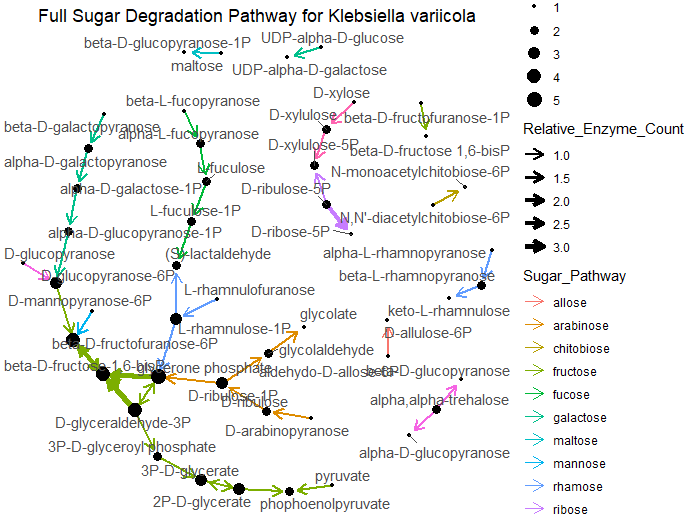 Full Sugar Degradation Pathway for Klebsiella variicola
beta-D-glucopyranose-1P
maltose
UDP-alpha-D-glucose
UDP-alpha-D-galactose
beta-L-fucopyranose
D-xylose
beta-D-galactopyranose
alpha-L-fucopyranose
D-xylulose
beta-D-fructofuranose-1P
alpha-D-galactopyranose
L-fuculose
D-xylulose-5P
beta-D-fructose 1,6-bisP
N-monoacetylchitobiose-6P
alpha-D-galactose-1P
D-ribulose-5P
L-fuculose-1P
N,N'-diacetylchitobiose-6P
alpha-D-glucopyranose-1P
D-ribose-5P
D-glucopyranose
(S)-lactaldehyde
alpha-L-rhamnopyranose
D-glucopyranose-6P
beta-L-rhamnopyranose
D-mannopyranose-6P
L-rhamnulofuranose
keto-L-rhamnulose
L-rhamnulose-1P
glycolate
D-allulose-6P
beta-D-fructofuranose-6P
glycolaldehyde
beta-D-fructose-1,6-bisP
glycerone phosphate
aldehydo-D-allose-6P
beta-D-glucopyranose
D-ribulose-1P
D-ribulose
alpha,alpha-trehalose
D-glyceraldehyde-3P
D-arabinopyranose
3P-D-glyceroyl phosphate
alpha-D-glucopyranose
3P-D-glycerate
pyruvate
2P-D-glycerate
phophoenolpyruvate
1
2
3
4
5
Relative_Enzyme_Count
1.0
1.5
2.0
2.5
3.0
Sugar_Pathway
allose
arabinose
chitobiose
fructose
fucose
galactose
maltose
mannose
rhamose
ribose